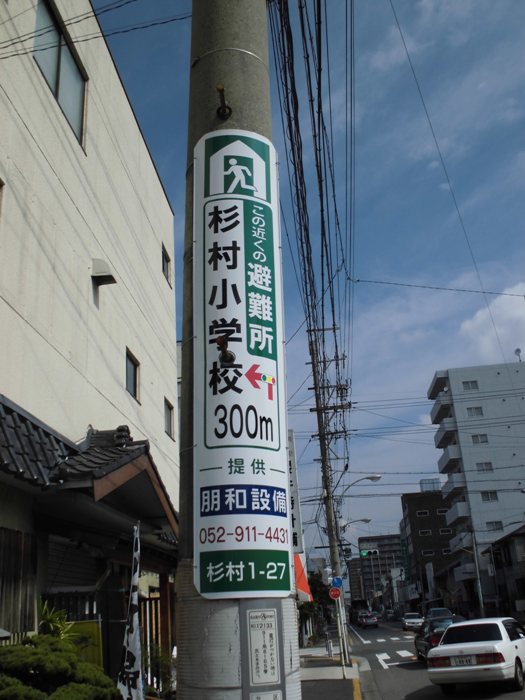 この近くの避難所
杉村小学校
300m
提供
朋和設備
052-911-4431
杉村1-27